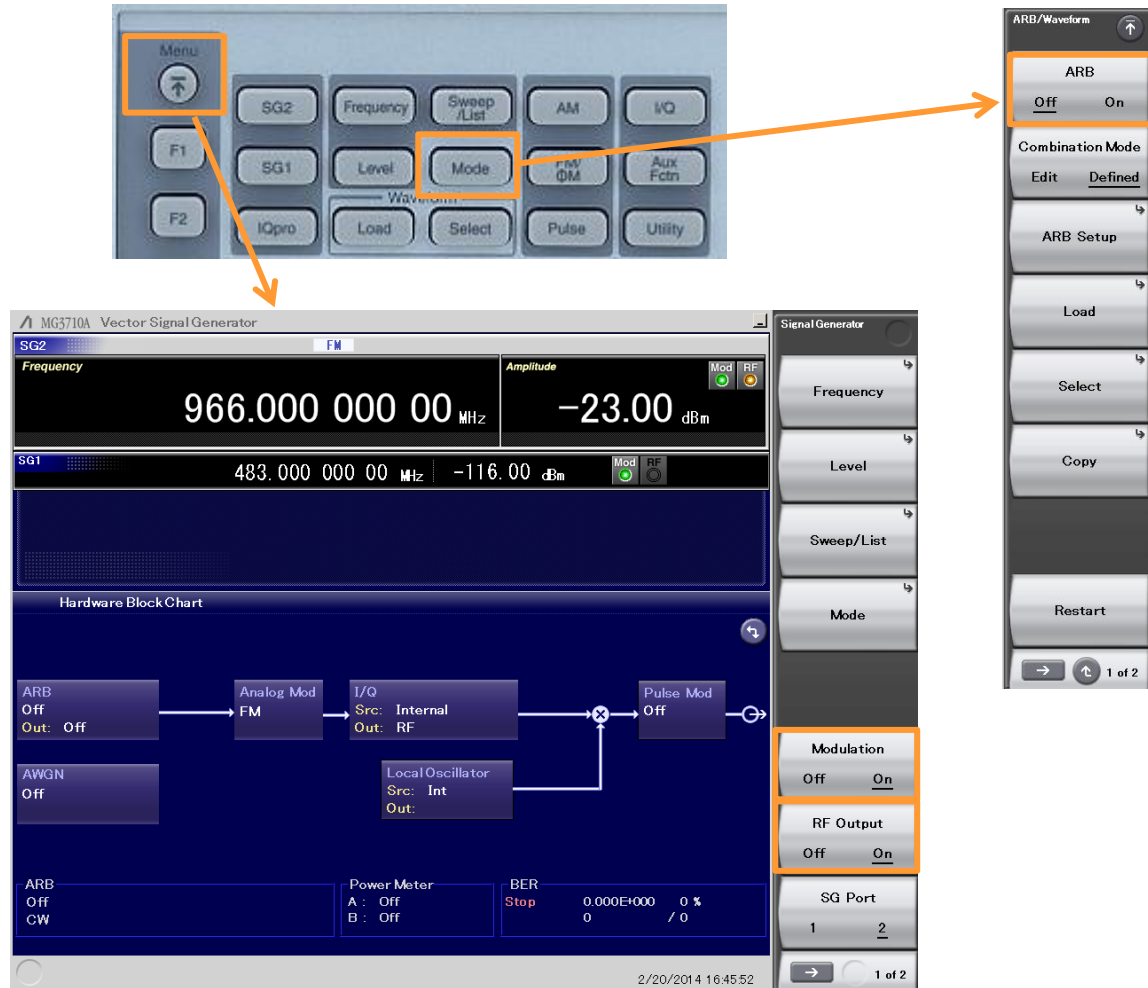 Menu
F1
F2
SG2
Frequency
Sweep
/List
AM
I/Q
SG1
Level
Mode
FM/
ΦM
Aux
Fctn
Waveform
IQpro
Load
Select
Pulse
Utility
ARB/Waveform
ARB
Off On
Combination Mode
Edit Defined
ARB Setup
Load
Select
Copy
Restart
1 of 2
MG3710A Vector Signal Generator
SG2 FM
Frequency
966.000 000 00 MHz
Amplitude
Mod RF
-23.00 dBm
SG1
483.000 000 00 MHz -116.00 dBm
Mod RF
Hardware Block Chart
ARB
Off
Out: Off
Analog Mod
FM
I/Q
Src: Internal
Out: RF
Pulse Mod
Off
AWGN
Off
Local Oscillator
Src: Int
Out:
ARB
Off
CW
Power Meter
A : Off
B : Off
BER
Stop 0.000E+000 0 %
0 / 0
2/20/2014 16:45:52
Signal Generator
Frequency
Level
Sweep/List
Mode
Modulation
Off On
RF Output
Off On
SG Port
1 2
1 of 2